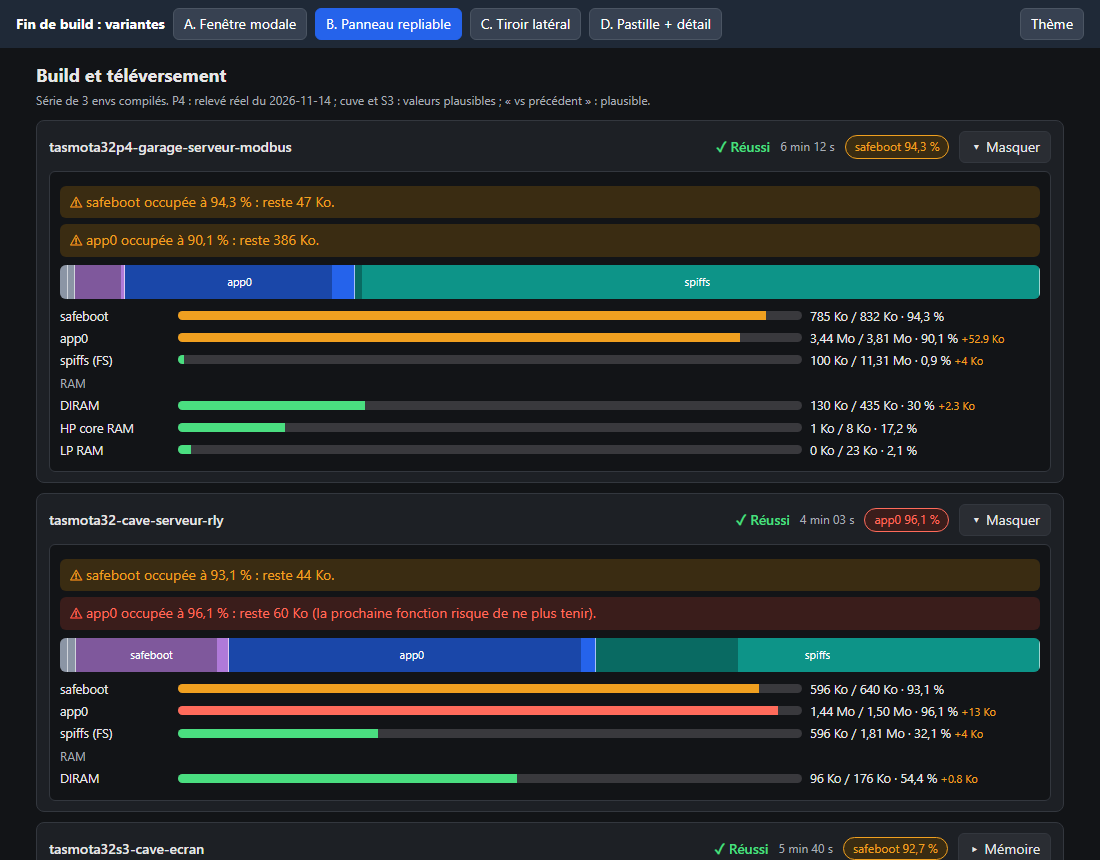 Fin de build : variantes A. Fenêtre modale B. Panneau repliable C. Tiroir latéral D. Pastille + détail Thème
Build et téléversement
Série de 3 envs compilés. P4 : relevé réel du 2026-11-14 ; cuve et S3 : valeurs plausibles ; « vs précédent » : plausible.
tasmota32p4-garage-serveur-modbus ✓ Réussi 6 min 12 s safeboot 94,3 % ▾ Masquer
⚠ safeboot occupée à 94,3 % : reste 47 Ko.
⚠ app0 occupée à 90,1 % : reste 386 Ko.
app0 spiffs
safeboot 785 Ko / 832 Ko · 94,3 %
app0 3,44 Mo / 3,81 Mo · 90,1 % +52.9 Ko
spiffs (FS) 100 Ko / 11,31 Mo · 0,9 % +4 Ko
RAM
DIRAM 130 Ko / 435 Ko · 30 % +2.3 Ko
HP core RAM 1 Ko / 8 Ko · 17,2 %
LP RAM 0 Ko / 23 Ko · 2,1 %
tasmota32-cave-serveur-rly ✓ Réussi 4 min 03 s app0 96,1 % ▾ Masquer
⚠ safeboot occupée à 93,1 % : reste 44 Ko.
⚠ app0 occupée à 96,1 % : reste 60 Ko (la prochaine fonction risque de ne plus tenir).
safeboot app0 spiffs
safeboot 596 Ko / 640 Ko · 93,1 %
app0 1,44 Mo / 1,50 Mo · 96,1 % +13 Ko
spiffs (FS) 596 Ko / 1,81 Mo · 32,1 % +4 Ko
RAM
DIRAM 96 Ko / 176 Ko · 54,4 % +0.8 Ko
tasmota32s3-cave-ecran ✓ Réussi 5 min 40 s safeboot 92,7 % ▸ Mémoire